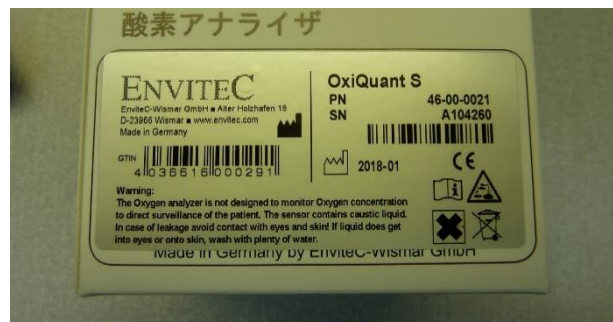 酸素アナライザ
ENVITEC
EnviteC-Wismar GmbH ■ Alter Holzhafen 18
D-23966 Wismar ■ www.envitec.com
Made in Germany
GTIN
4 036616 000291
OxiQuant S
PN 46-00-0021
SN A104260
2018-01
CE
Warning:
The Oxygen analyzer is not designed to monitor Oxygen concentration
to direct surveillance of the patient. The sensor contains caustic liquid.
In case of leakage avoid contact with eyes and skin! If liquid does get
into eyes or onto skin, wash with plenty of water.
Made in Germany by EnviteC-Wismar GmbH